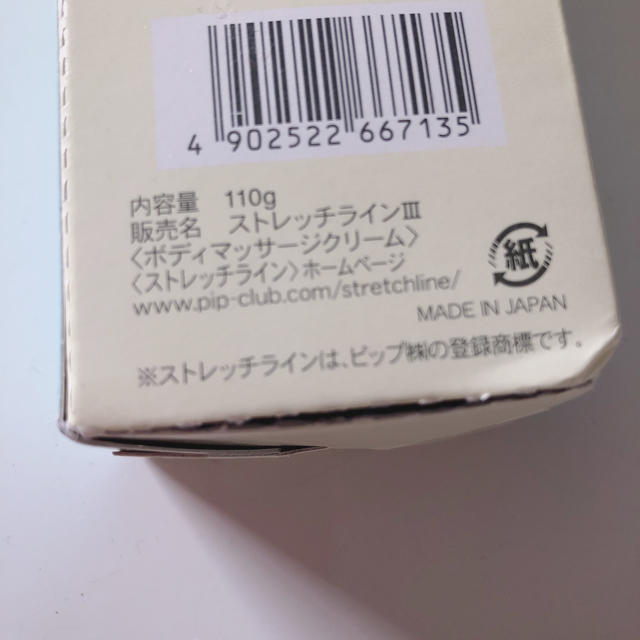 4 902522 667135
内容量 110g
販売名 ストレッチラインⅢ
〈ボディマッサージクリーム〉
〈ストレッチライン〉ホームページ
www.pip-club.com/stretchline/
紙
MADE IN JAPAN
※ストレッチラインは、ピップ㈱の登録商標です。